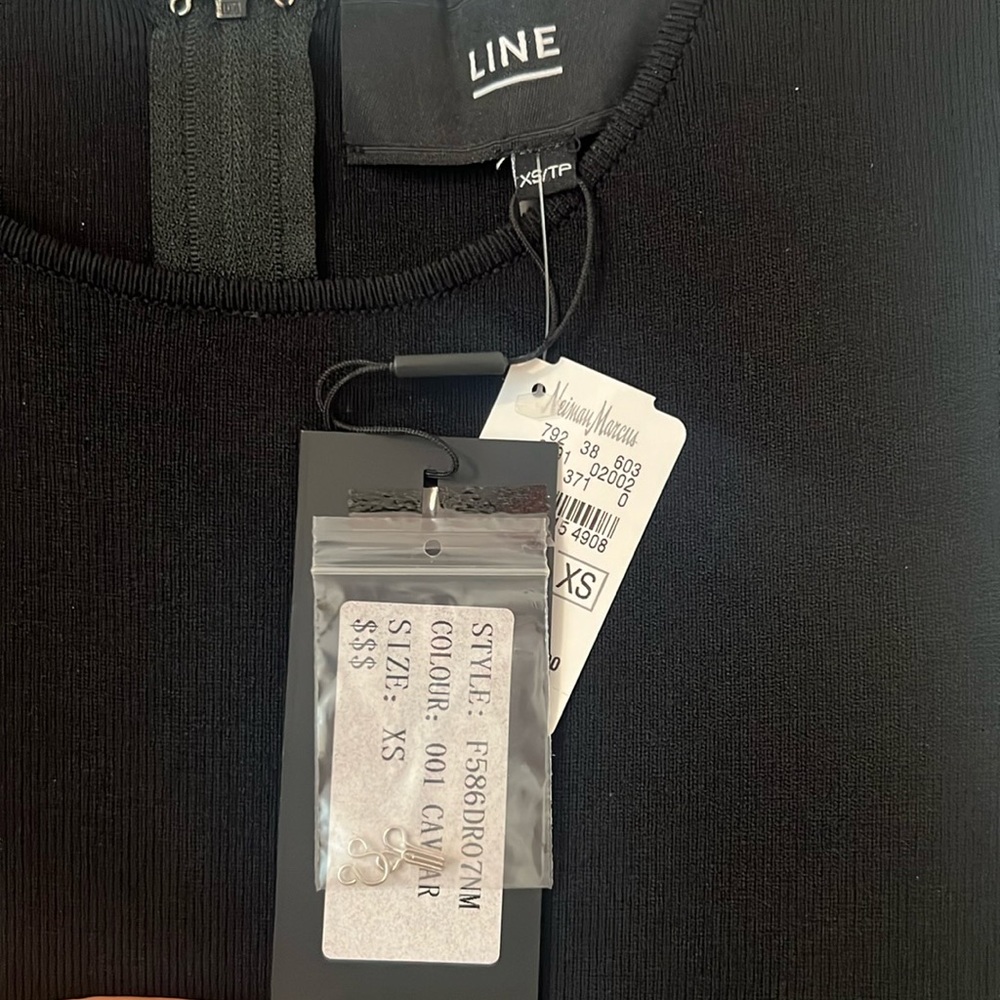 LINE
XS/TP
Neiman Marcus
792 38 603
02002
371 0
5 4908
XS
STYLE: F586DR07NM
COLOUR: 001
SIZE: XS
$$$